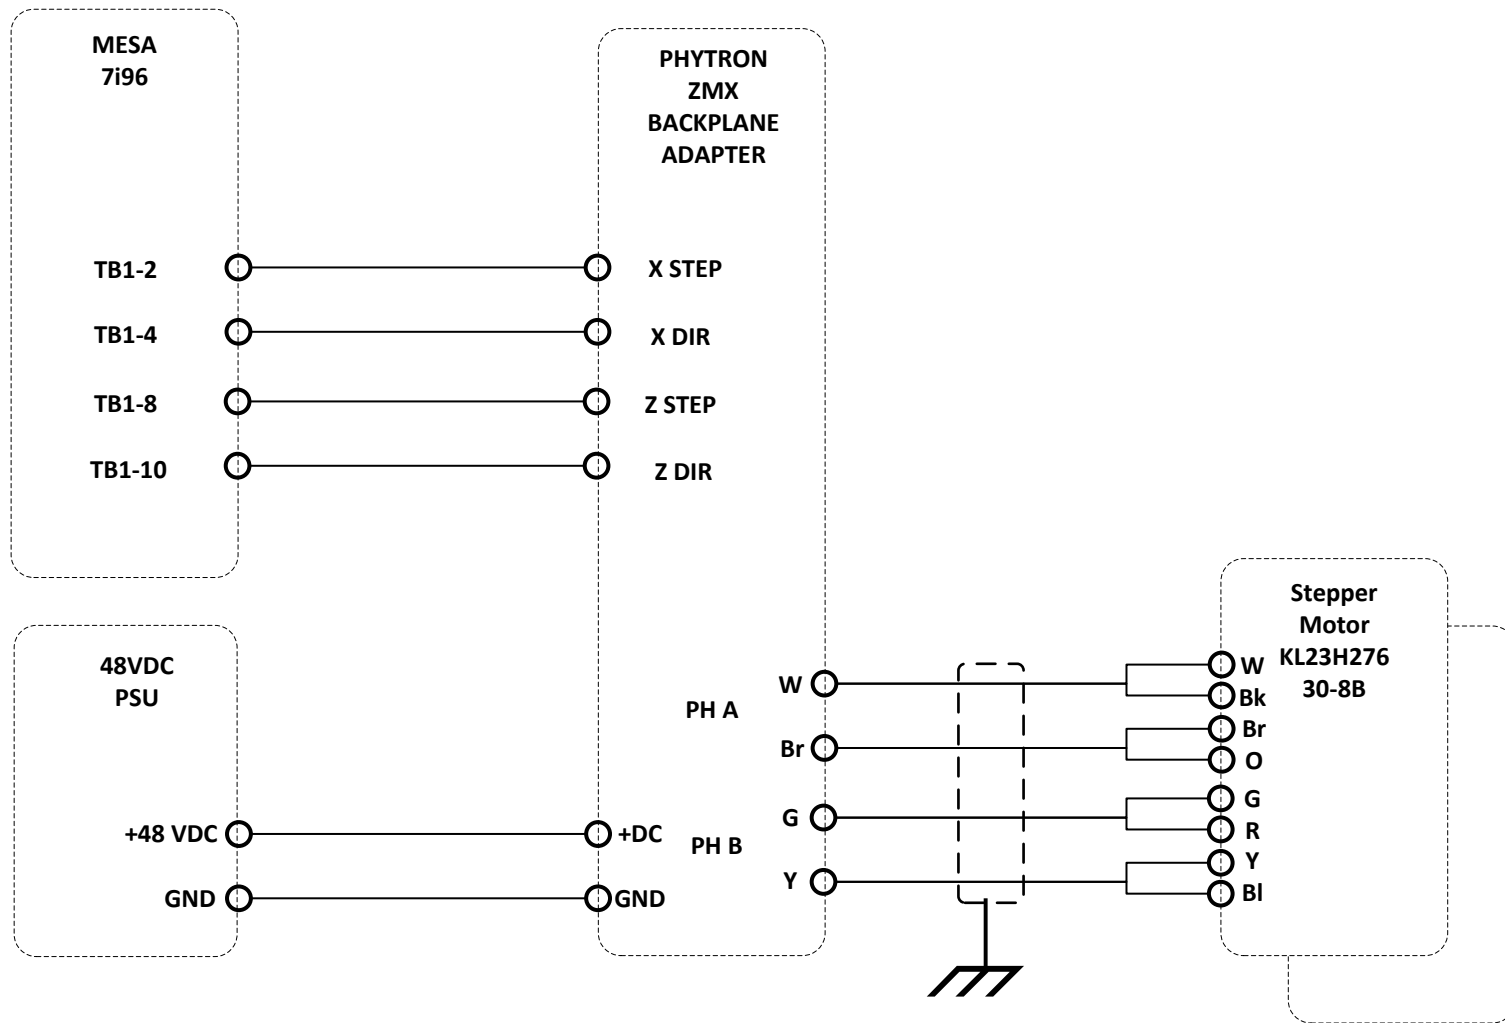 MESA
7i96
TB1-2
TB1-4
TB1-8
TB1-10
PHYTRON
ZMX
BACKPLANE
ADAPTER
X STEP
X DIR
Z STEP
Z DIR
48VDC
PSU
+48 VDC
GND
+DC
GND
PH A
PH B
W
Br
G
Y
Stepper
Motor
KL23H276
30-8B
W
Bk
Br
O
G
R
Y
Bl